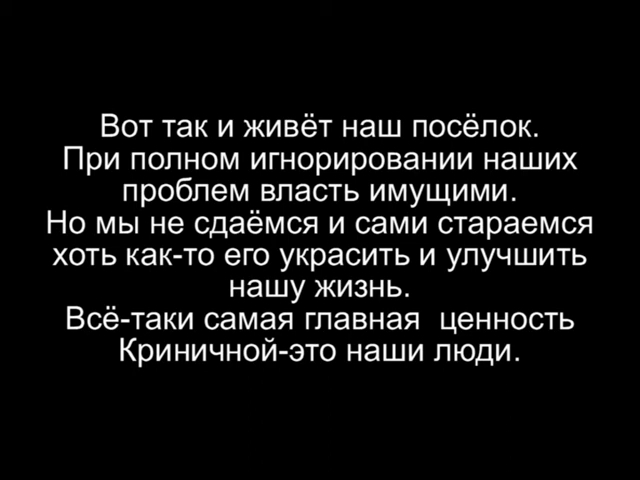 Вот так и живёт наш посёлок.
При полном игнорировании наших
проблем власть имущими.
Но мы не сдаёмся и сами стараемся
хоть как-то его украсить и улучшить
нашу жизнь.
Всё-таки самая главная  ценность
Криничной-это наши люди.